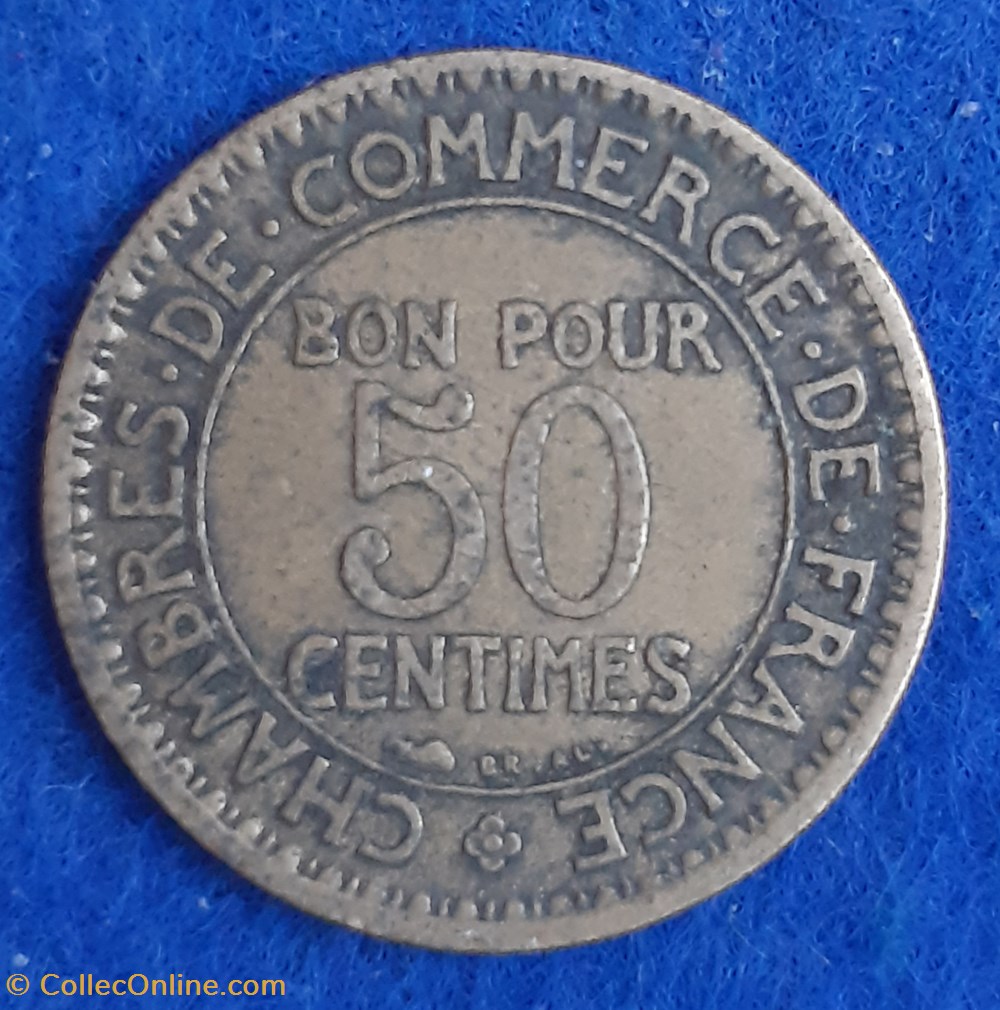 CHAMBRES · DE · COMMERCE · DE · FRANCE
BON POUR
50
CENTIMES
© CollecOnline.com